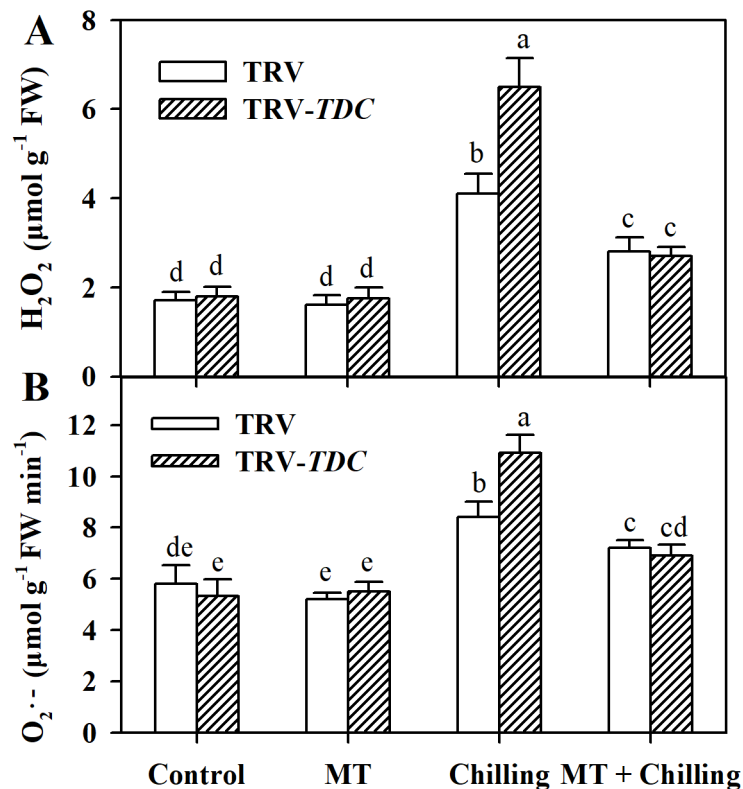 A
8
a
TRV
TRV-TDC
6
b
4
c c
d d d d
2
0
H₂O₂ (µmol g⁻¹ FW)
B
12
TRV
a
TRV-TDC
10
b
8
c cd
de e e e
6
4
2
0
O₂·- (µmol g⁻¹ FW min⁻¹)
Control MT Chilling MT + Chilling